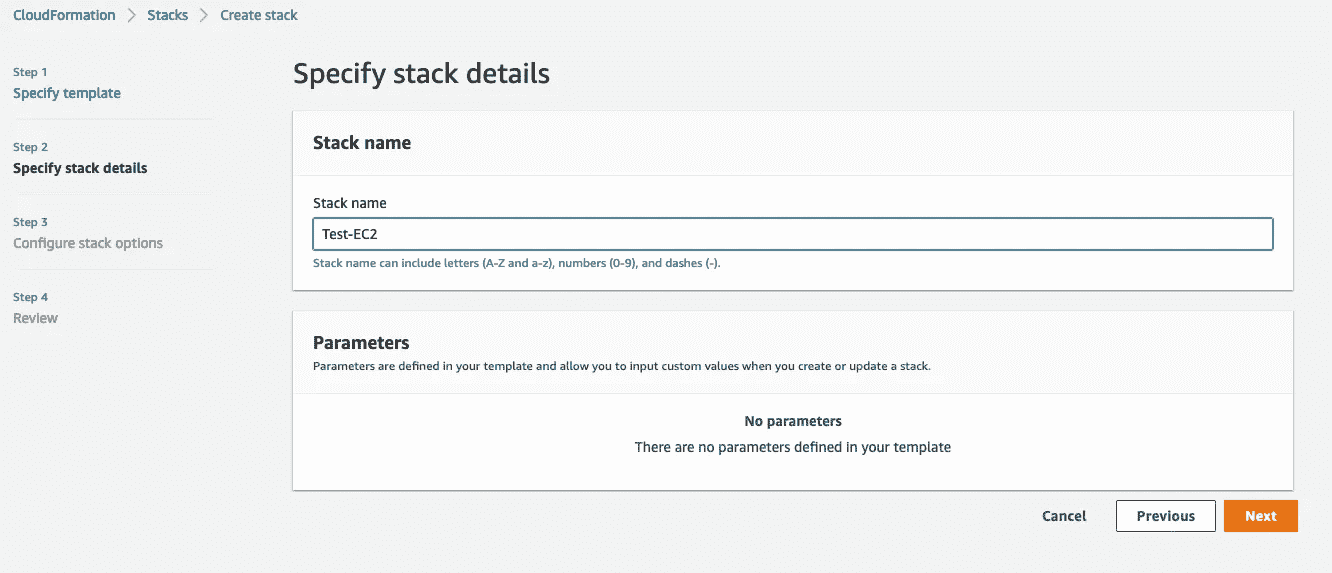 CloudFormation > Stacks > Create stack
Step 1
Specify template
Step 2
Specify stack details
Step 3
Configure stack options
Step 4
Review
Specify stack details
Stack name
Stack name
Test-EC2
Stack name can include letters (A-Z and a-z), numbers (0-9), and dashes (-).
Parameters
Parameters are defined in your template and allow you to input custom values when you create or update a stack.
No parameters
There are no parameters defined in your template
Cancel Previous Next